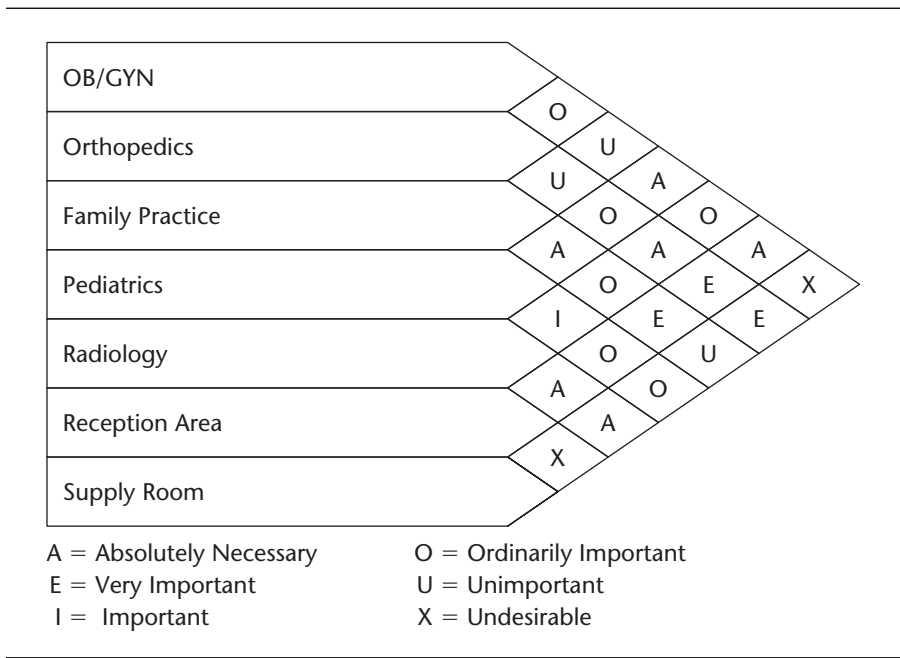 OB/GYN
O
Orthopedics
U
U
A
Family Practice
O
O
A
A
A
Pediatrics
O
E
X
I
E
E
Radiology
O
U
A
O
Reception Area
A
X
Supply Room
A = Absolutely Necessary
O = Ordinarily Important
E = Very Important
U = Unimportant
I = Important
X = Undesirable